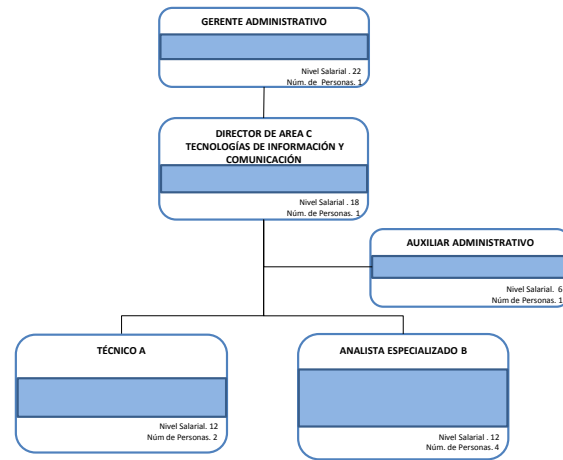 GERENTE ADMINISTRATIVO
Nivel Salarial . 22
Núm. de Personas. 1
DIRECTOR DE AREA C
TECNOLOGÍAS DE INFORMACIÓN Y
COMUNICACIÓN
Nivel Salarial . 18
Núm. de Personas. 1
AUXILIAR ADMINISTRATIVO
Nivel Salarial. 6
Núm de Personas. 1
TÉCNICO A
Nivel Salarial. 12
Núm de Personas. 2
ANALISTA ESPECIALIZADO B
Nivel Salarial . 12
Núm. de Personas. 4